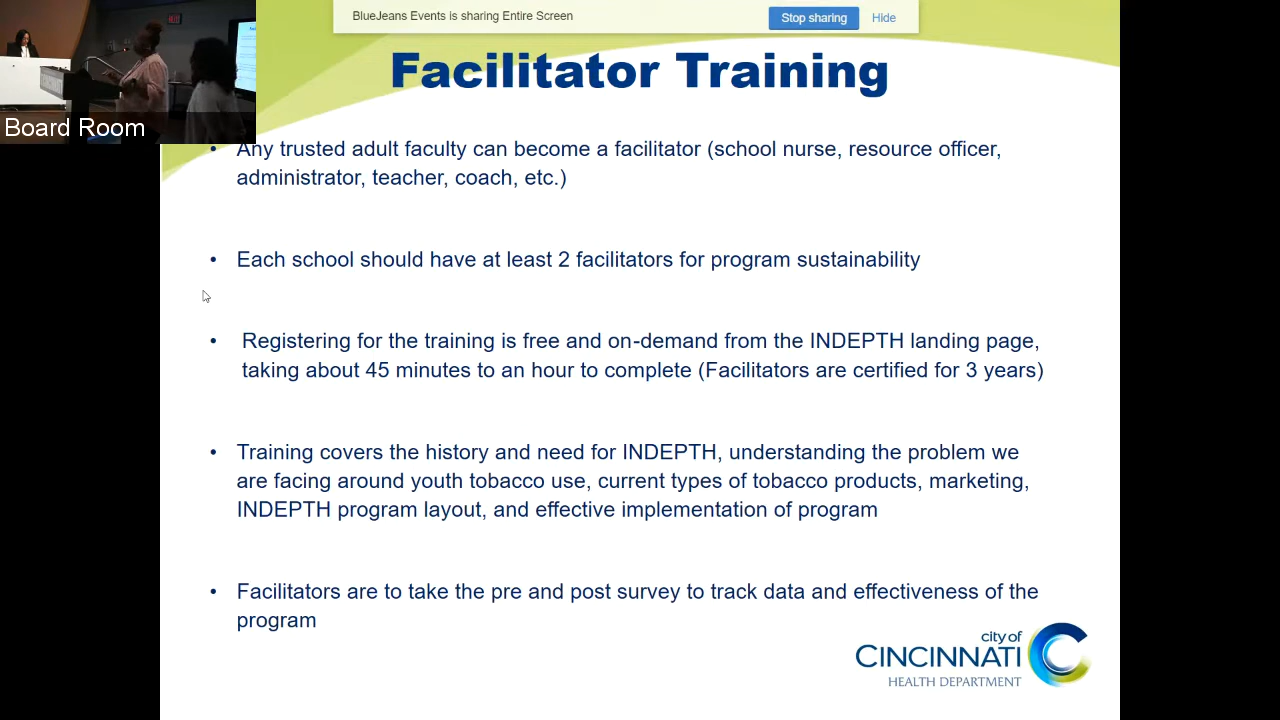 BlueJeans Events is sharing Entire Screen
Stop sharing
Hide
Facilitator Training
Board Room
• Any trusted adult faculty can become a facilitator (school nurse, resource officer,
administrator, teacher, coach, etc.)
• Each school should have at least 2 facilitators for program sustainability
• Registering for the training is free and on-demand from the INDEPTH landing page,
taking about 45 minutes to an hour to complete (Facilitators are certified for 3 years)
• Training covers the history and need for INDEPTH, understanding the problem we
are facing around youth tobacco use, current types of tobacco products, marketing,
INDEPTH program layout, and effective implementation of program
• Facilitators are to take the pre and post survey to track data and effectiveness of the
program
city of
CINCINNATI
HEALTH DEPARTMENT